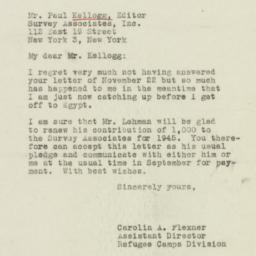 Mr. Paul Kellogg, Editor
Survey Associates, Inc.
112 East 19 Street
New York 3, New York
My dear Mr. Kellogg:
I regret very much not having answered
your letter of November 22 but so much
has happened to me in the meantime that
I am just now catching up before I get
off to Egypt.
I am sure that Mr. Lehman will be glad
to renew his contribution of 1,000 to
the Survey Associates for 1945. You there-
fore can accept this letter as his usual
pledge and communicate with either him or
me at the usual time in September for pay-
ment. With best wishes.
Sincerely yours,
Carolin A. Flexner
Assistant Director
Refugee Camps Division